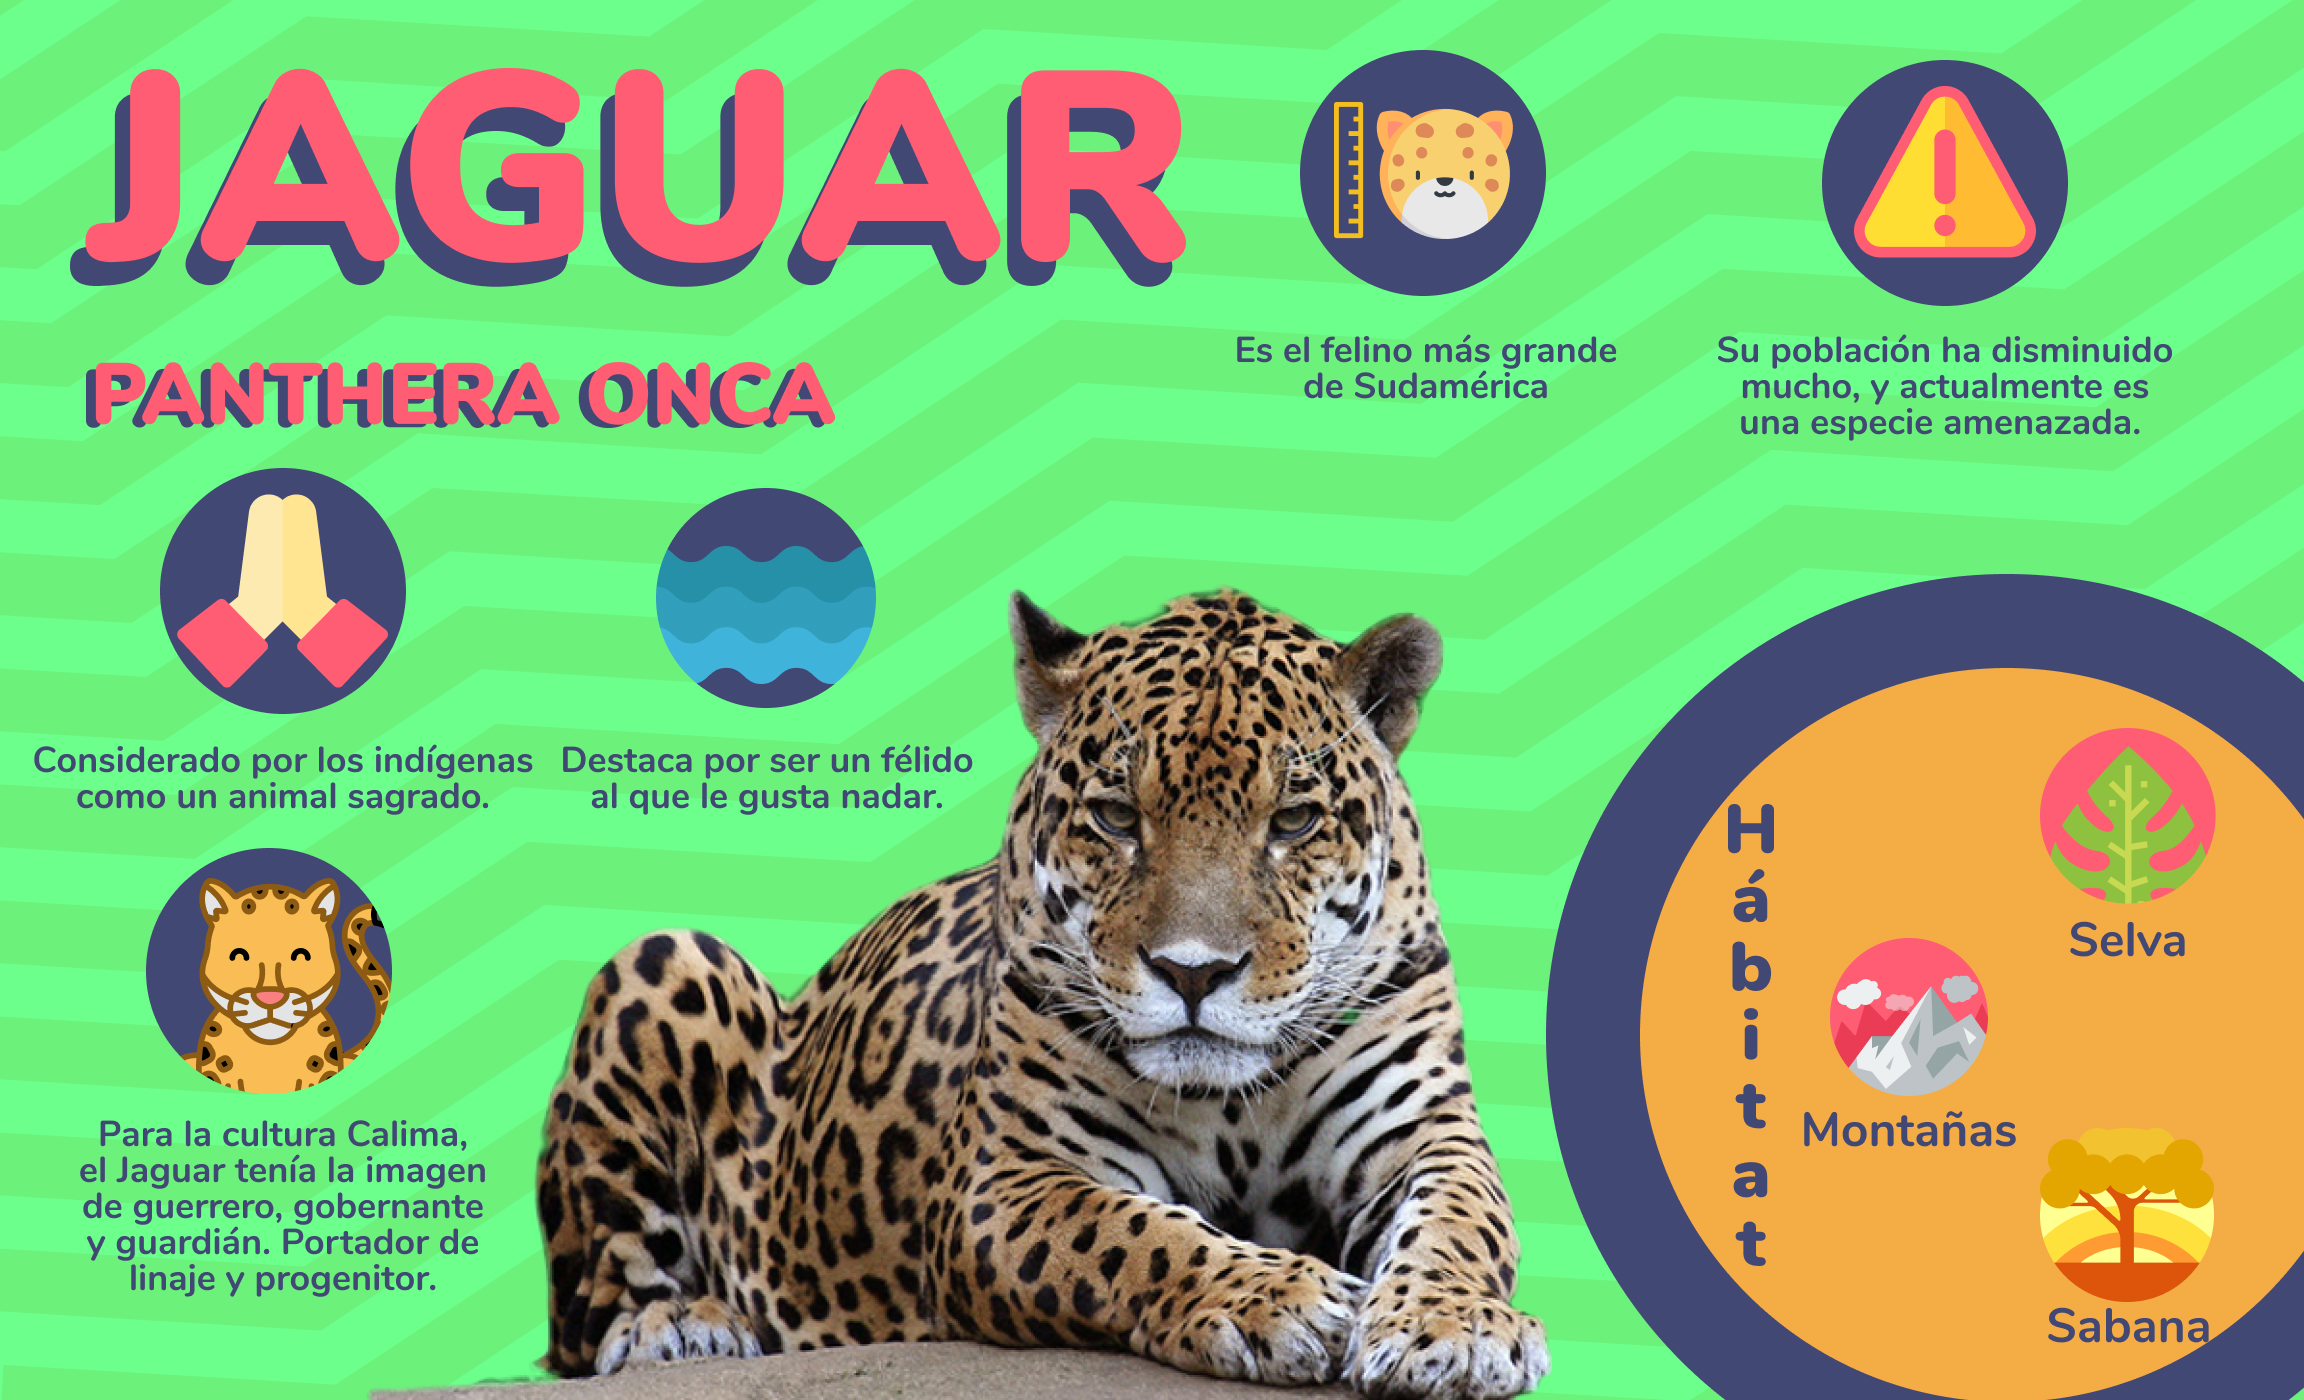 JAGUAR
PANTHERA ONCA
Es el felino más grande
de Sudamérica
Su población ha disminuido
mucho, y actualmente es
una especie amenazada.
Considerado por los indígenas
como un animal sagrado.
Destaca por ser un félido
al que le gusta nadar.
Para la cultura Calima,
el Jaguar tenía la imagen
de guerrero, gobernante
y guardián. Portador de
linaje y progenitor.
Hábitat
Selva
Montañas
Sabana